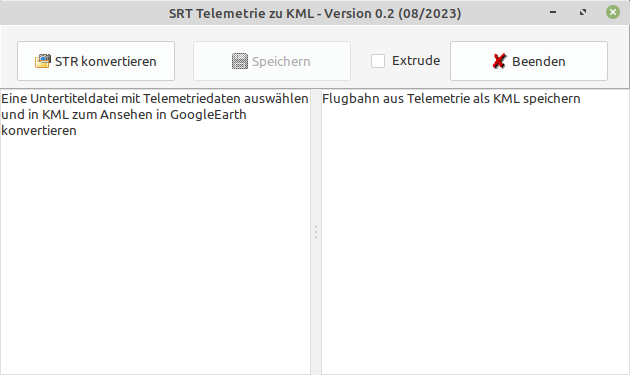 SRT Telemetrie zu KML - Version 0.2 (08/2023)
STR konvertieren
Speichern
Extrude
Beenden
Eine Untertiteldatei mit Telemetriedaten auswählen
und in KML zum Ansehen in GoogleEarth
konvertieren
Flugbahn aus Telemetrie als KML speichern